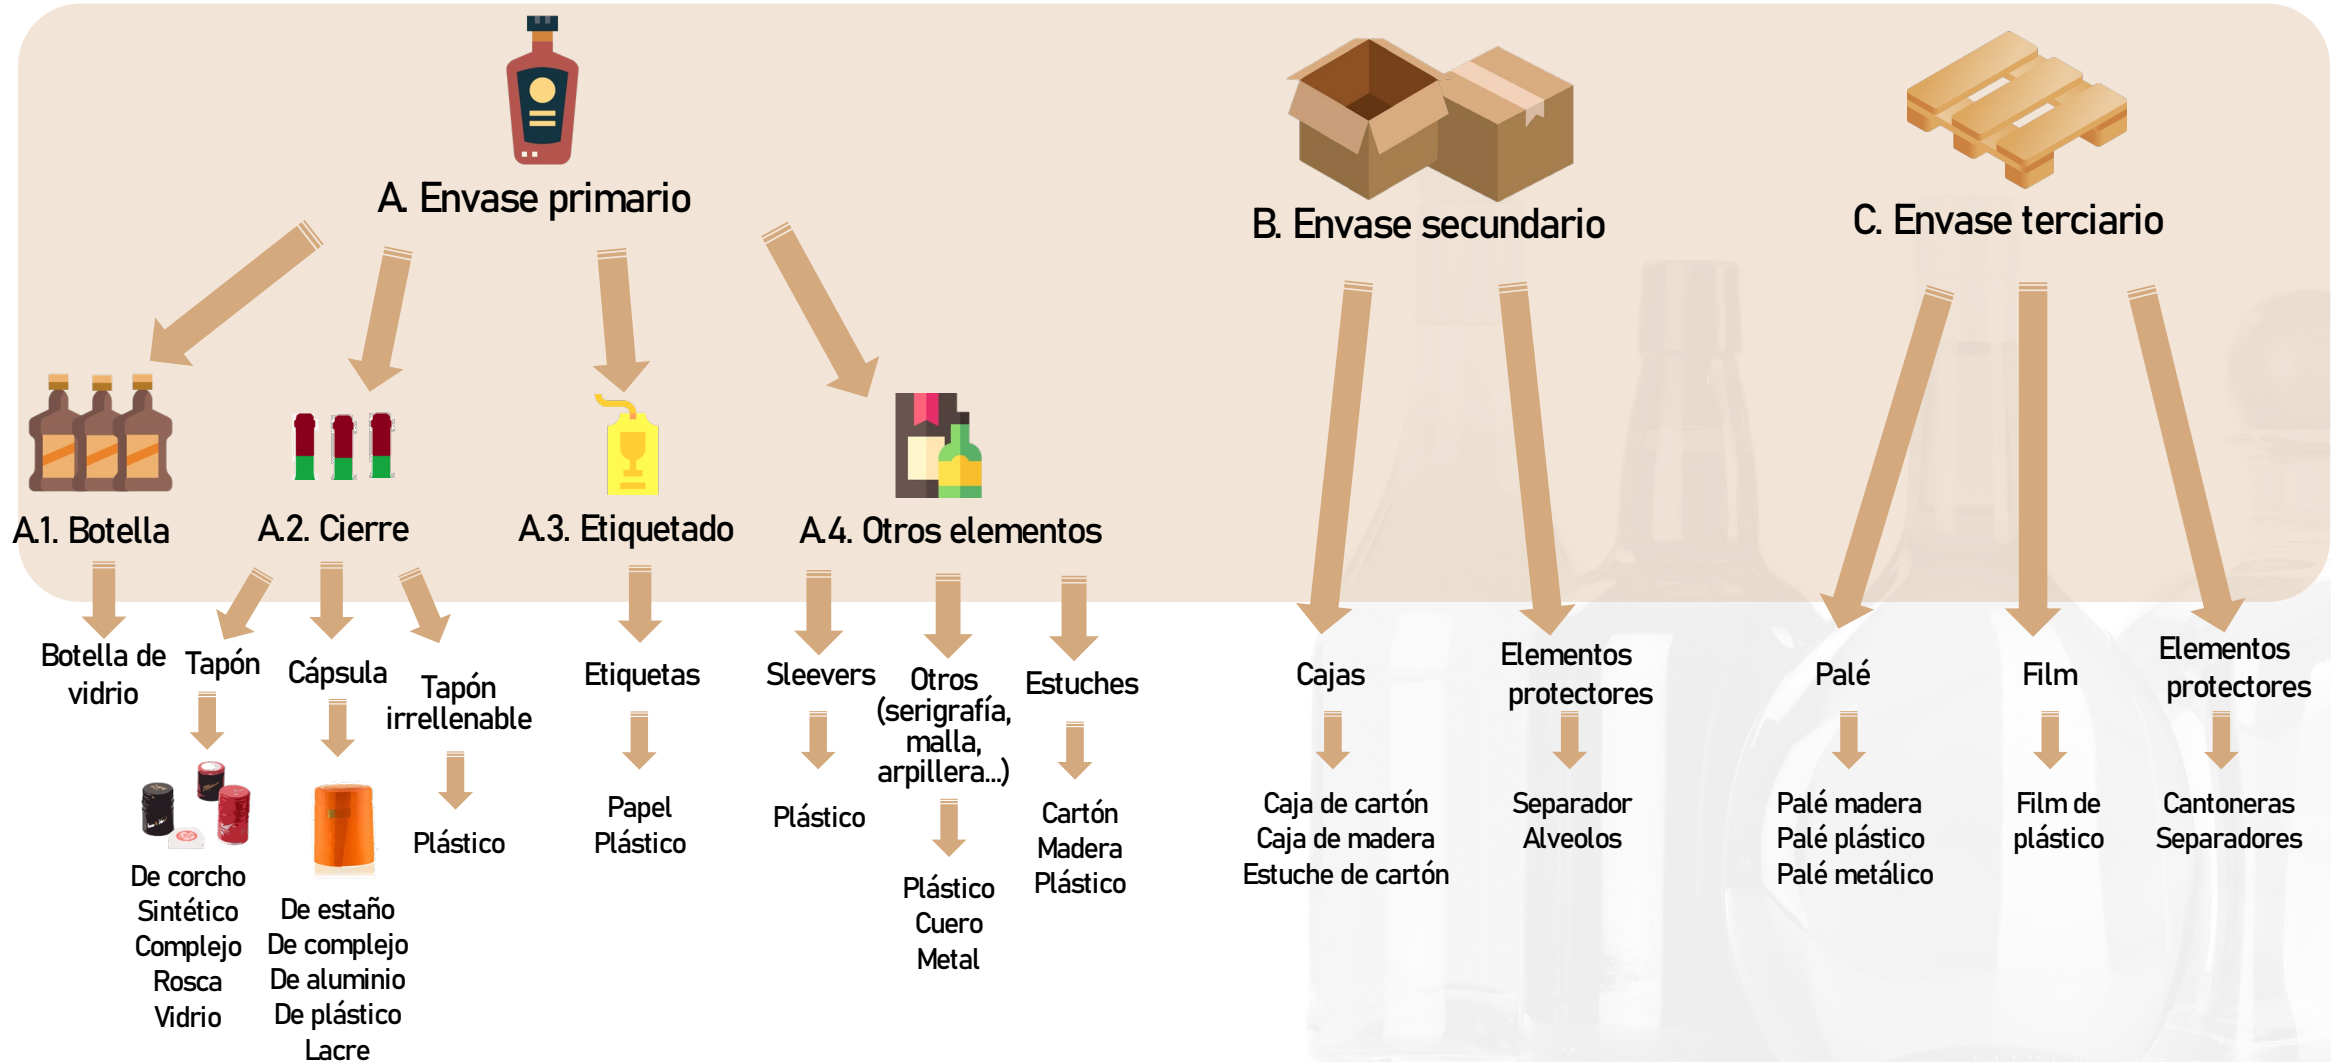 A. Envase primario
B. Envase secundario
C. Envase terciario
A.1. Botella
A.2. Cierre
A.3. Etiquetado
A.4. Otros elementos
Botella de
vidrio
Tapón
De corcho
Sintético
Complejo
Rosca
Vidrio
Cápsula
De estaño
De complejo
De aluminio
De plástico
Lacre
Tapón
irrellenable
Plástico
Etiquetas
Papel
Plástico
Sleevers
Plástico
Otros
(serigrafía,
malla,
arpillera...)
Plástico
Cuero
Metal
Estuches
Cartón
Madera
Plástico
Cajas
Caja de cartón
Caja de madera
Estuche de cartón
Elementos
protectores
Separador
Alveolos
Palé
Palé madera
Palé plástico
Palé metálico
Film
Film de
plástico
Elementos
protectores
Cantoneras
Separadores